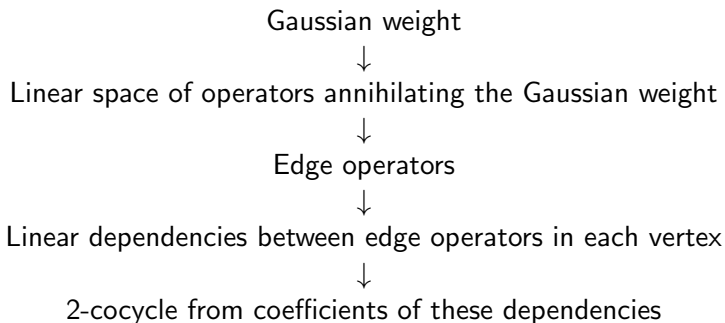 Gaussian weight
↓
Linear space of operators annihilating the Gaussian weight
↓
Edge operators
↓
Linear dependencies between edge operators in each vertex
↓
2-cocycle from coefficients of these dependencies